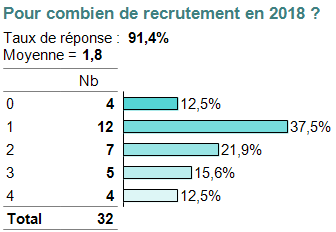 Pour combien de recrutement en 2018 ?
Taux de réponse : 91,4%
Moyenne = 1,8
Nb
0 4 12,5%
1 12 37,5%
2 7 21,9%
3 5 15,6%
4 4 12,5%
Total 32